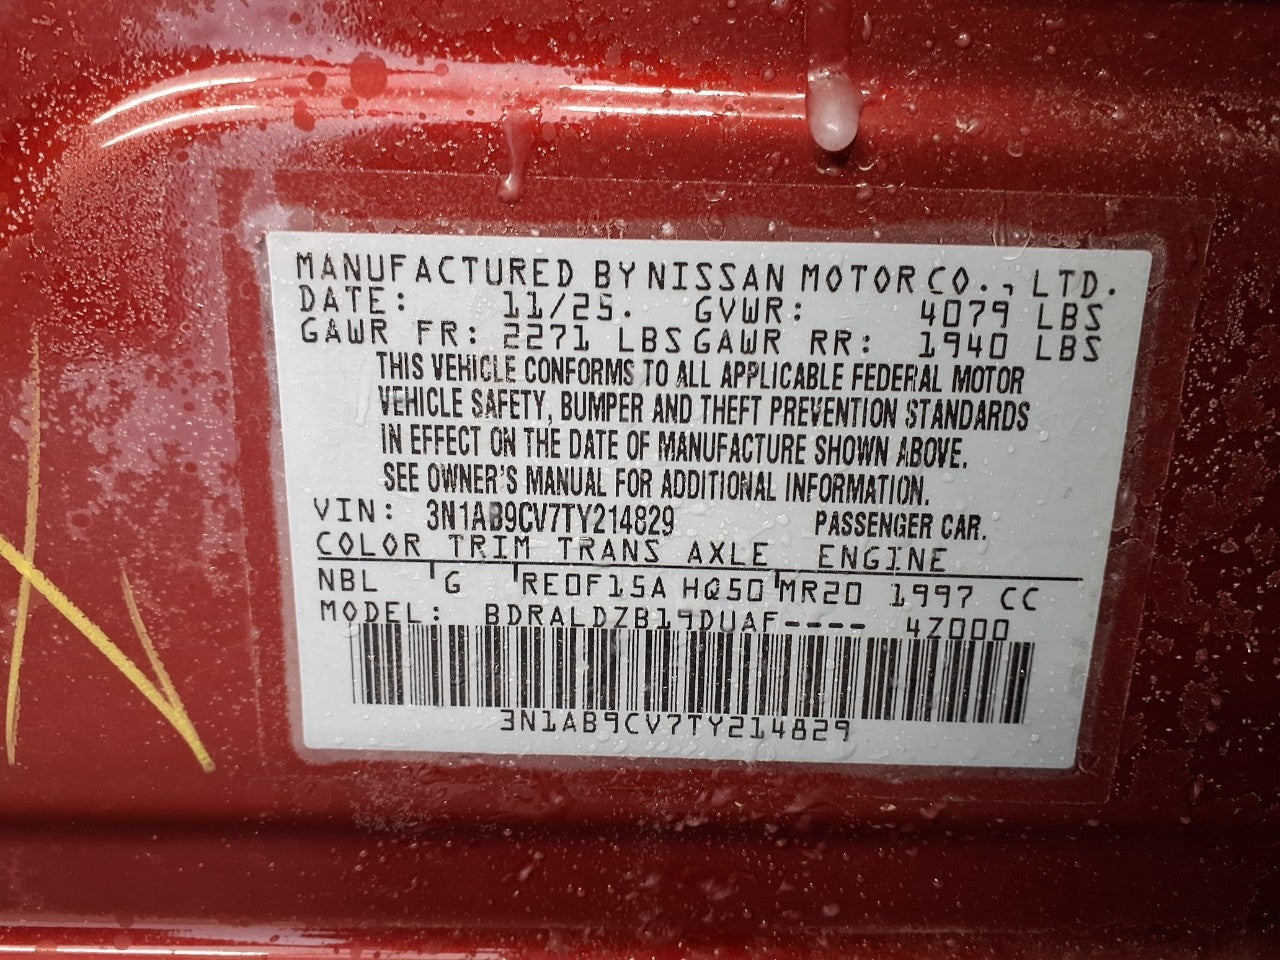 MANUFACTURED BY NISSAN MOTOR CO., LTD.
DATE: 11/25. GVWR: 4079 LBS
GAWR FR: 2271 LBS GAWR RR: 1940 LBS
THIS VEHICLE CONFORMS TO ALL APPLICABLE FEDERAL MOTOR
VEHICLE SAFETY, BUMPER AND THEFT PREVENTION STANDARDS
IN EFFECT ON THE DATE OF MANUFACTURE SHOWN ABOVE.
SEE OWNER'S MANUAL FOR ADDITIONAL INFORMATION.
VIN: 3N1AB9CV7TY214829 PASSENGER CAR.
COLOR TRIM TRANS AXLE ENGINE
NBL G RE0F15A HQ50 MR20 1997 CC
MODEL: BDRALDZB19DUAF---- 4Z000
3N1AB9CV7TY214829